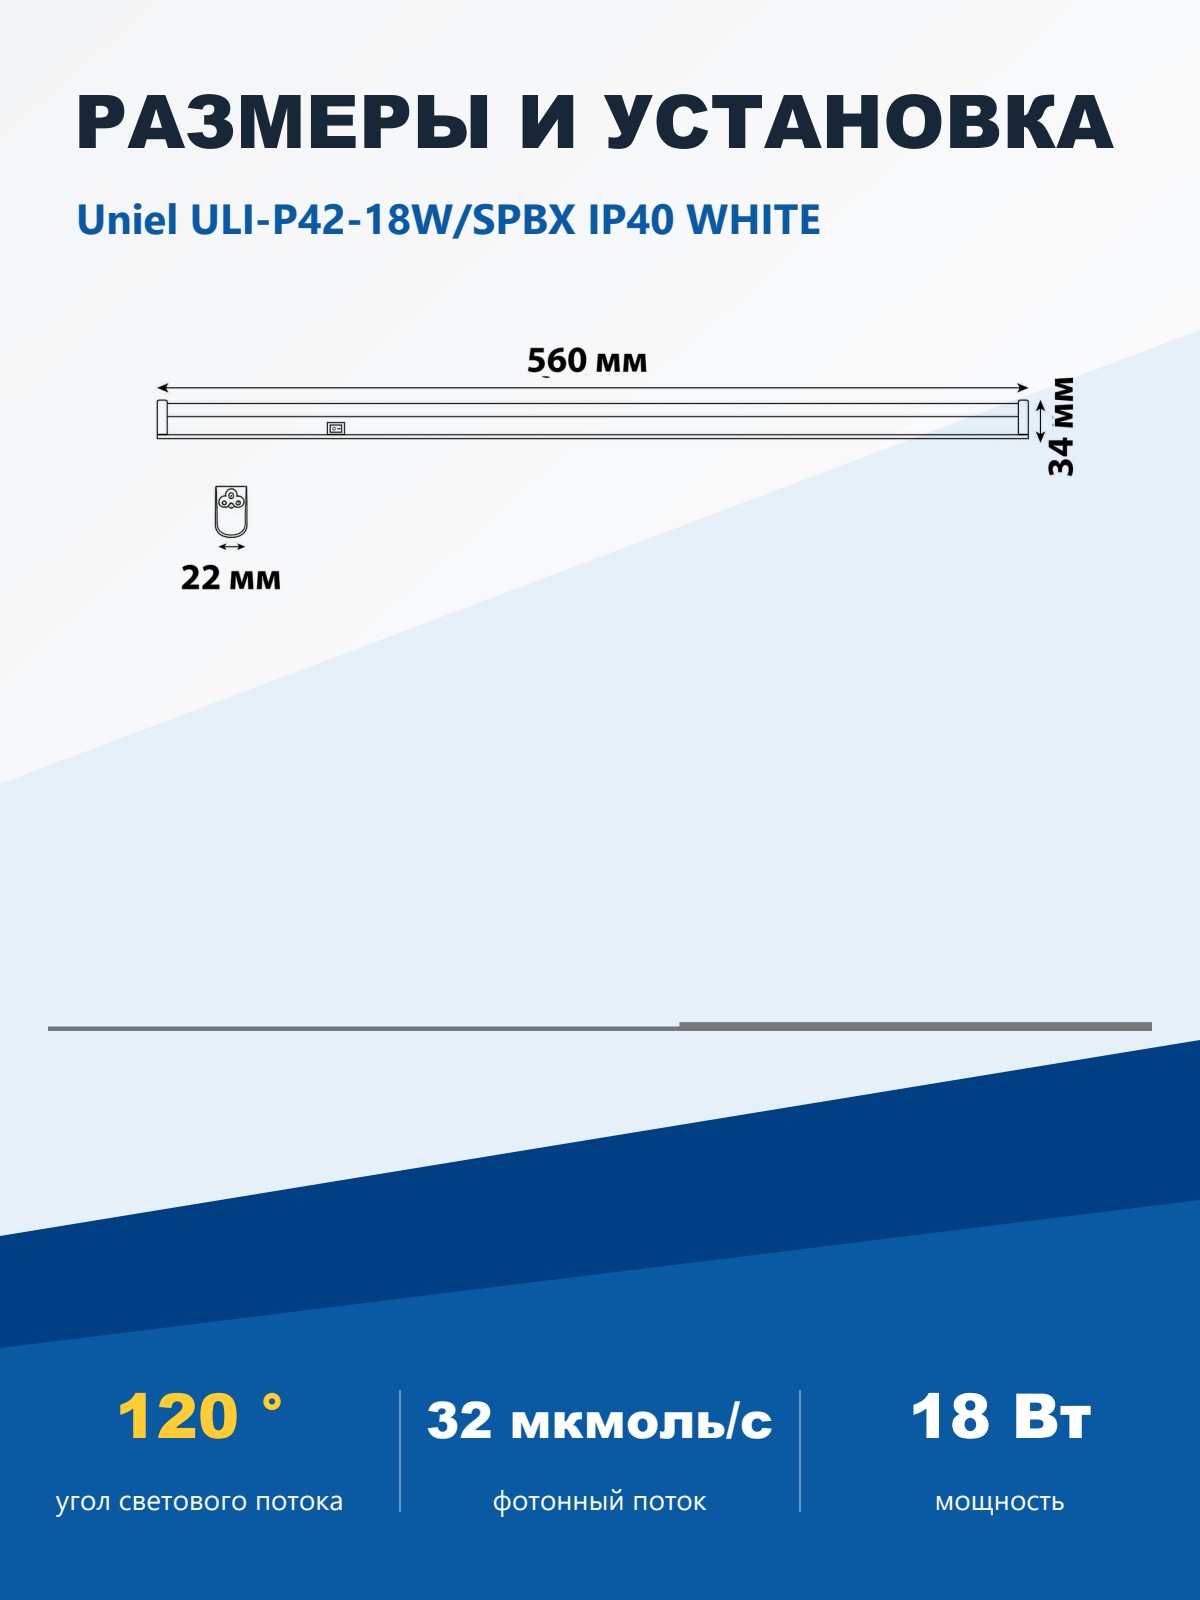 РАЗМЕРЫ И УСТАНОВКА
Uniel ULI-P42-18W/SPBX IP40 WHITE
560 мм
34 мм
22 мм
120 °
32 мкмоль/с
18 Вт
угол светового потока
фотонный поток
мощность